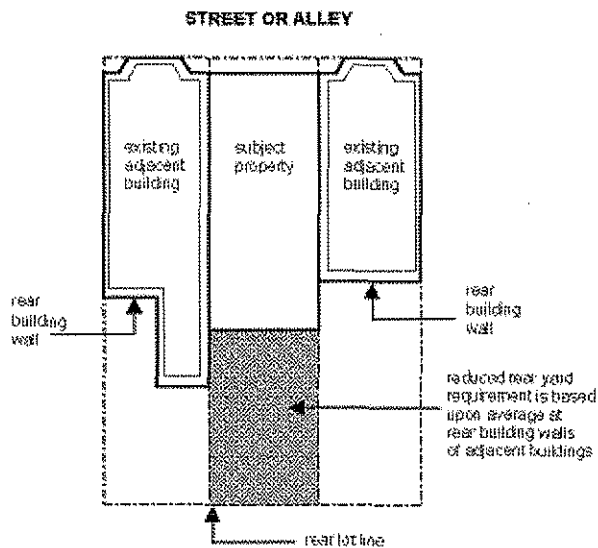 STREET OR ALLEY
existing
adjacent
building
subject
property
existing
adjacent
building
rear
building
wall
rear
building
wall
reduced rear yard
requirement is based
upon average at
rear building walls
of adjacent buildings
rear lot line